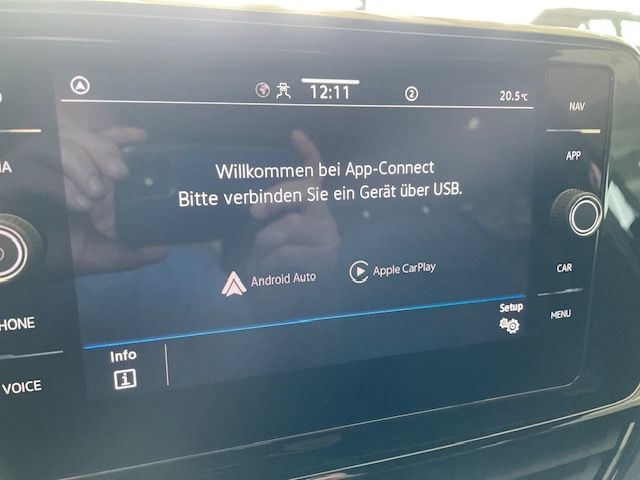 12:11
2
20.5°C
NAV
APP
Willkommen bei App-Connect
Bitte verbinden Sie ein Gerät über USB.
Android Auto
Apple CarPlay
CAR
Setup
MENU
PHONE
Info
i
VOICE